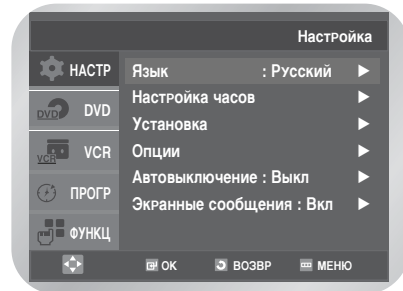 Настройка
НАСТР
DVD
VCR
ПРОГР
ФУНКЦ
Язык : Русский ►
Настройка часов ►
Установка ►
Опции ►
Автовыключение : Выкл ►
Экранные сообщения : Вкл ►
OK ВОЗВР МЕНЮ